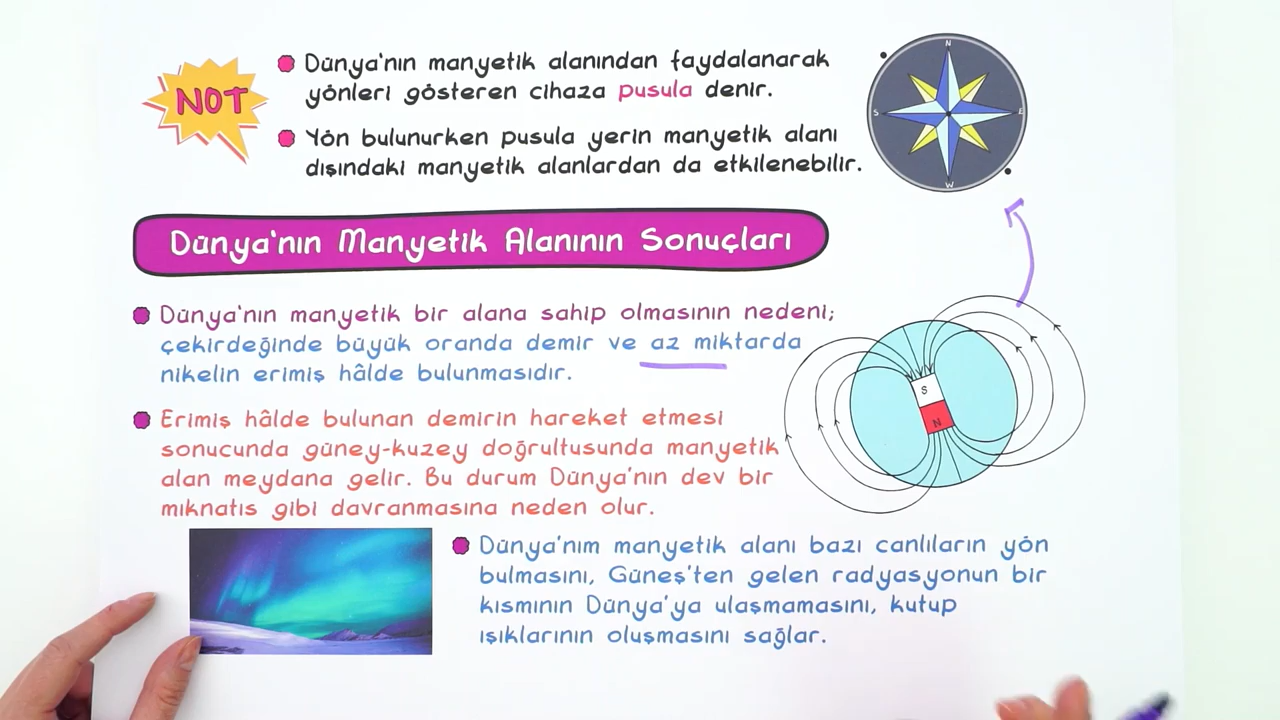 NOT
Dünya'nın manyetik alanından faydalanarak
yönleri gösteren cihaza pusula denir.
Yön bulunurken pusula yerin manyetik alanı
dışındaki manyetik alanlardan da etkilenebilir.
N
S
E
W
Dünya'nın Manyetik Alanının Sonuçları
Dünya'nın manyetik bir alana sahip olmasının nedeni;
çekirdeğinde büyük oranda demir ve az miktarda
nikelin erimiş hâlde bulunmasıdır.
S
N
Erimiş hâlde bulunan demirin hareket etmesi
sonucunda güney-kuzey doğrultusunda manyetik
alan meydana gelir. Bu durum Dünya'nın dev bir
mıknatıs gibi davranmasına neden olur.
Dünya'nım manyetik alanı bazı canlıların yön
bulmasını, Güneş'ten gelen radyasyonun bir
kısmının Dünya'ya ulaşmamasını, kutup
ışıklarının oluşmasını sağlar.